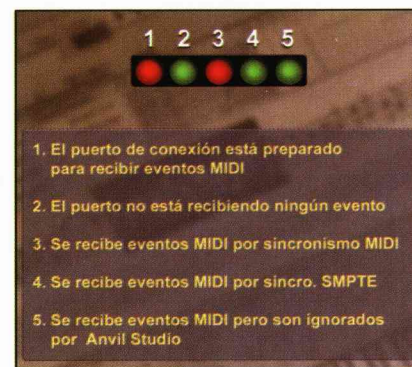 1 2 3 4 5
1. El puerto de conexión está preparado
para recibir eventos MIDI
2. El puerto no está recibiendo ningún evento
3. Se recibe eventos MIDI por sincronismo MIDI
4. Se recibe eventos MIDI por sincro. SMPTE
5. Se recibe eventos MIDI pero son ignorados
por Anvil Studio